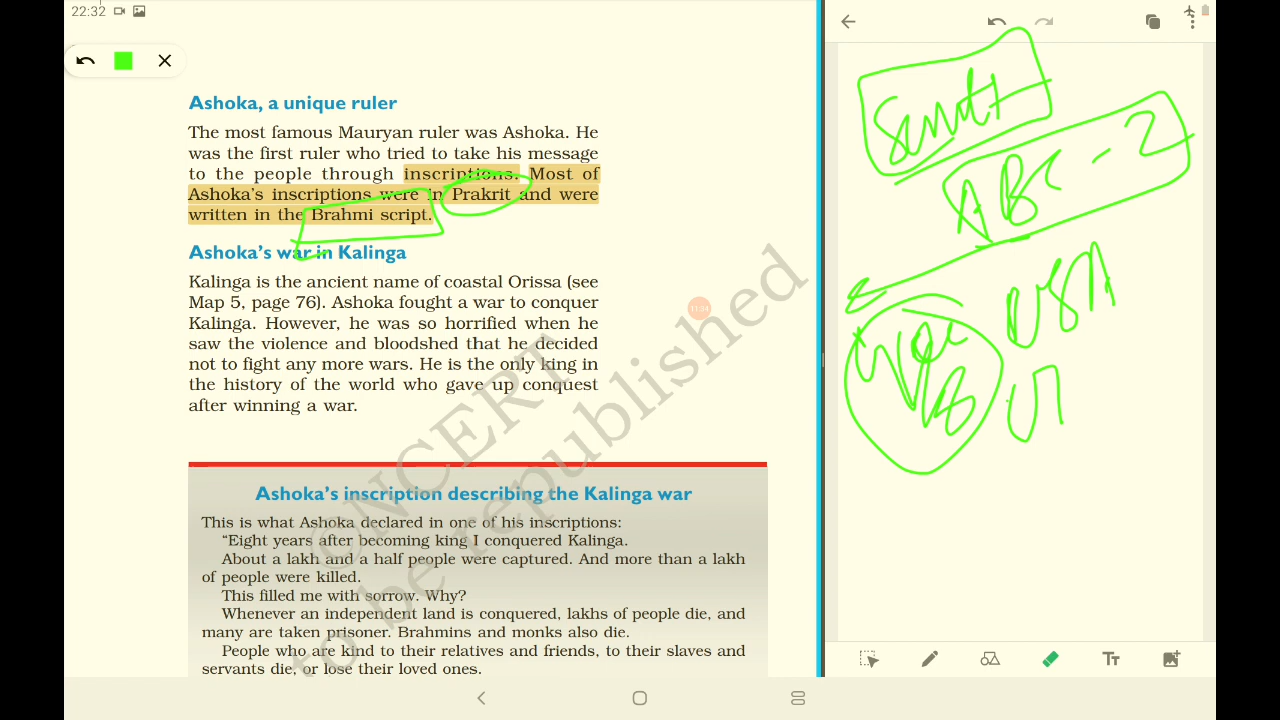 22:32
Ashoka, a unique ruler
The most famous Mauryan ruler was Ashoka. He
was the first ruler who tried to take his message
to the people through inscriptions. Most of
Ashoka's inscriptions were in Prakrit and were
written in the Brahmi script.
Ashoka's war in Kalinga
Kalinga is the ancient name of coastal Orissa (see
Map 5, page 76). Ashoka fought a war to conquer
Kalinga. However, he was so horrified when he
saw the violence and bloodshed that he decided
not to fight any more wars. He is the only king in
the history of the world who gave up conquest
after winning a war.
Ashoka's inscription describing the Kalinga war
This is what Ashoka declared in one of his inscriptions:
“Eight years after becoming king I conquered Kalinga.
About a lakh and a half people were captured. And more than a lakh
of people were killed.
This filled me with sorrow. Why?
Whenever an independent land is conquered, lakhs of people die, and
many are taken prisoner. Brahmins and monks also die.
People who are kind to their relatives and friends, to their slaves and
servants die, or lose their loved ones.
©NCERT
to be republished
11:04
ABC - Z
USA
Tt